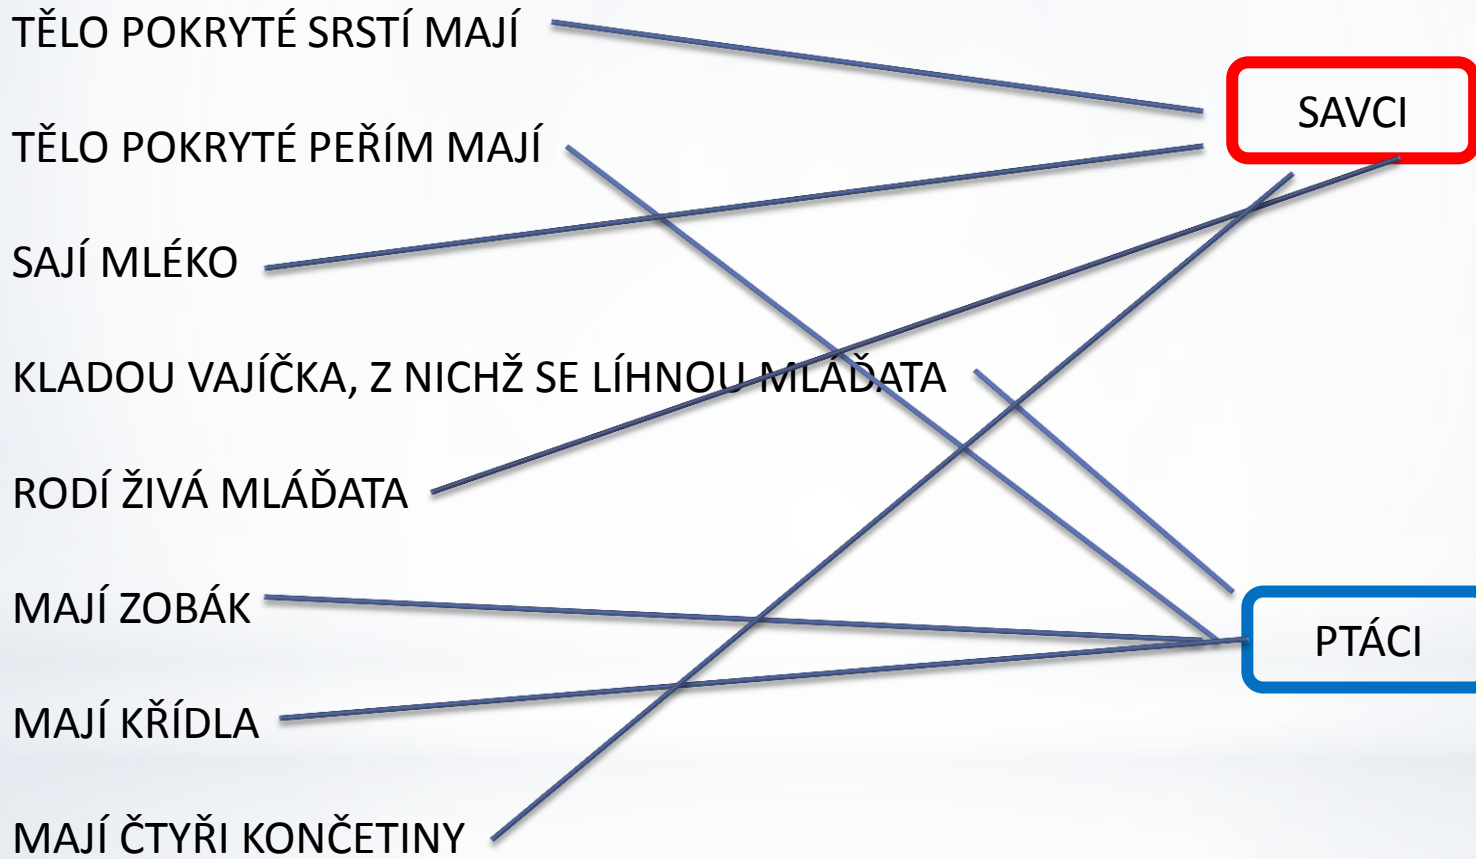 TĚLO POKRYTÉ SRSTÍ MAJÍ
SAVCI
TĚLO POKRYTÉ PEŘÍM MAJÍ
SAJÍ MLÉKO
KLADOU VAJÍČKA, Z NICHŽ SE LÍHNOU MLÁĎATA
RODÍ ŽIVÁ MLÁĎATA
MAJÍ ZOBÁK
PTÁCI
MAJÍ KŘÍDLA
MAJÍ ČTYŘI KONČETINY